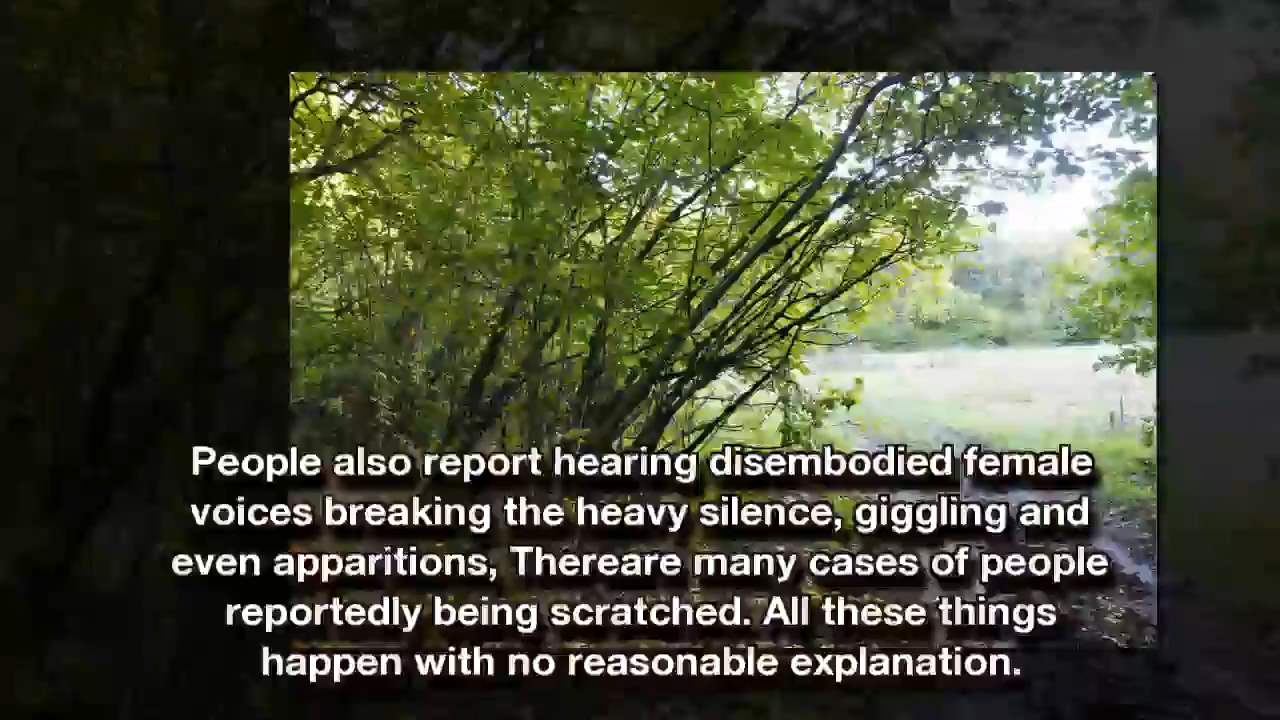 People also report hearing disembodied female
voices breaking the heavy silence, giggling and
even apparitions, Thereare many cases of people
reportedly being scratched. All these things
happen with no reasonable explanation.